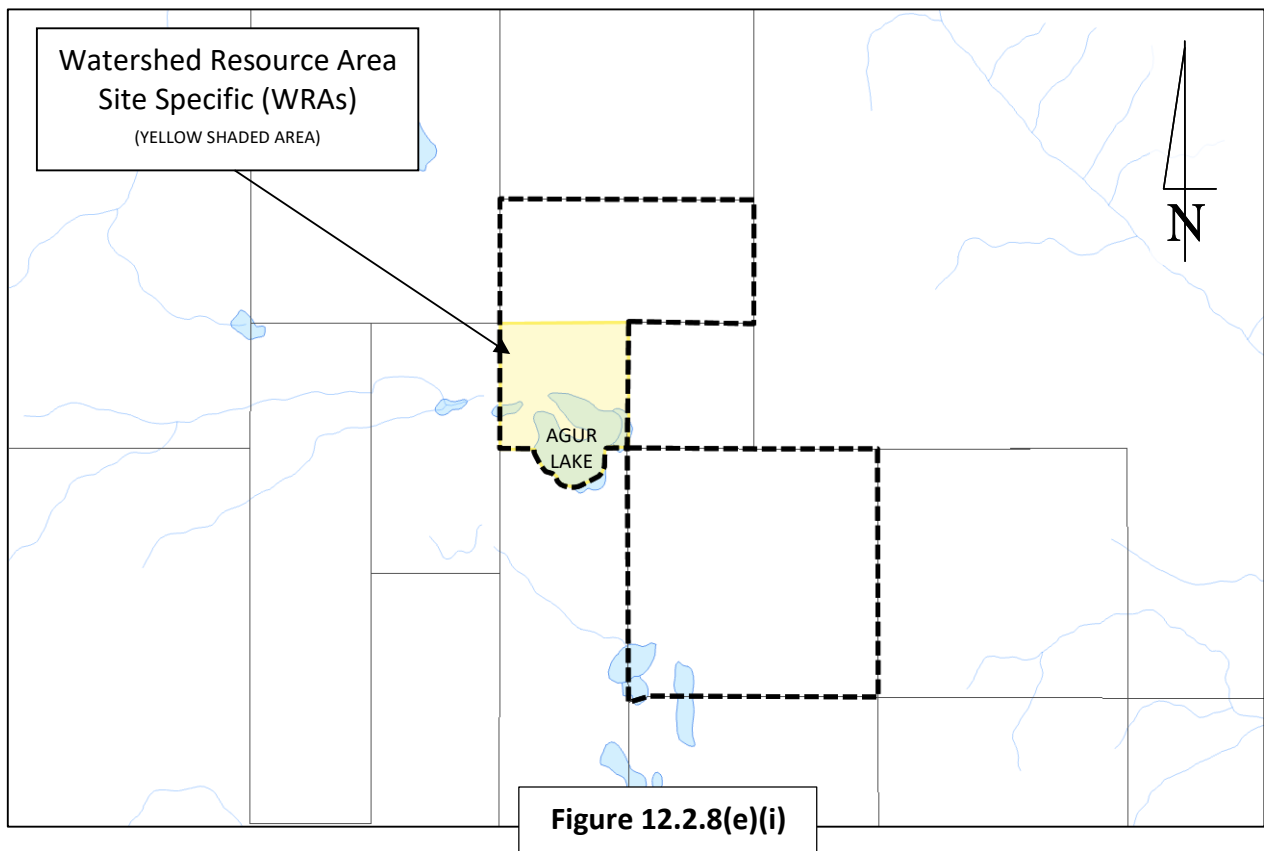 Watershed Resource Area
Site Specific (WRAs)
(YELLOW SHADED AREA)
N
AGUR
LAKE
Figure 12.2.8(e)(i)